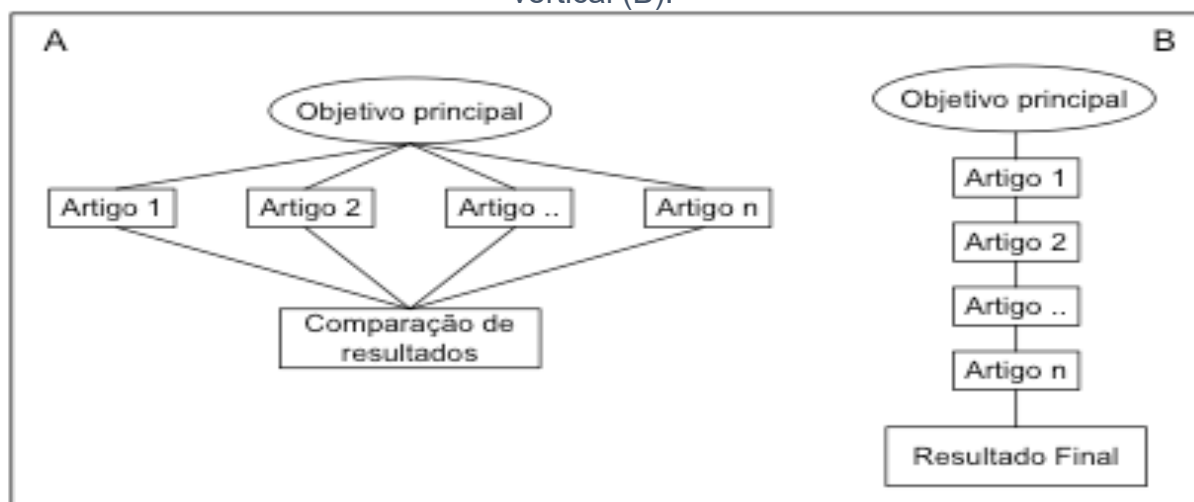 vertical (B).
A
Objetivo principal
Artigo 1
Artigo 2
Artigo ..
Artigo n
Comparação de
resultados
B
Objetivo principal
Artigo 1
Artigo 2
Artigo ..
Artigo n
Resultado Final